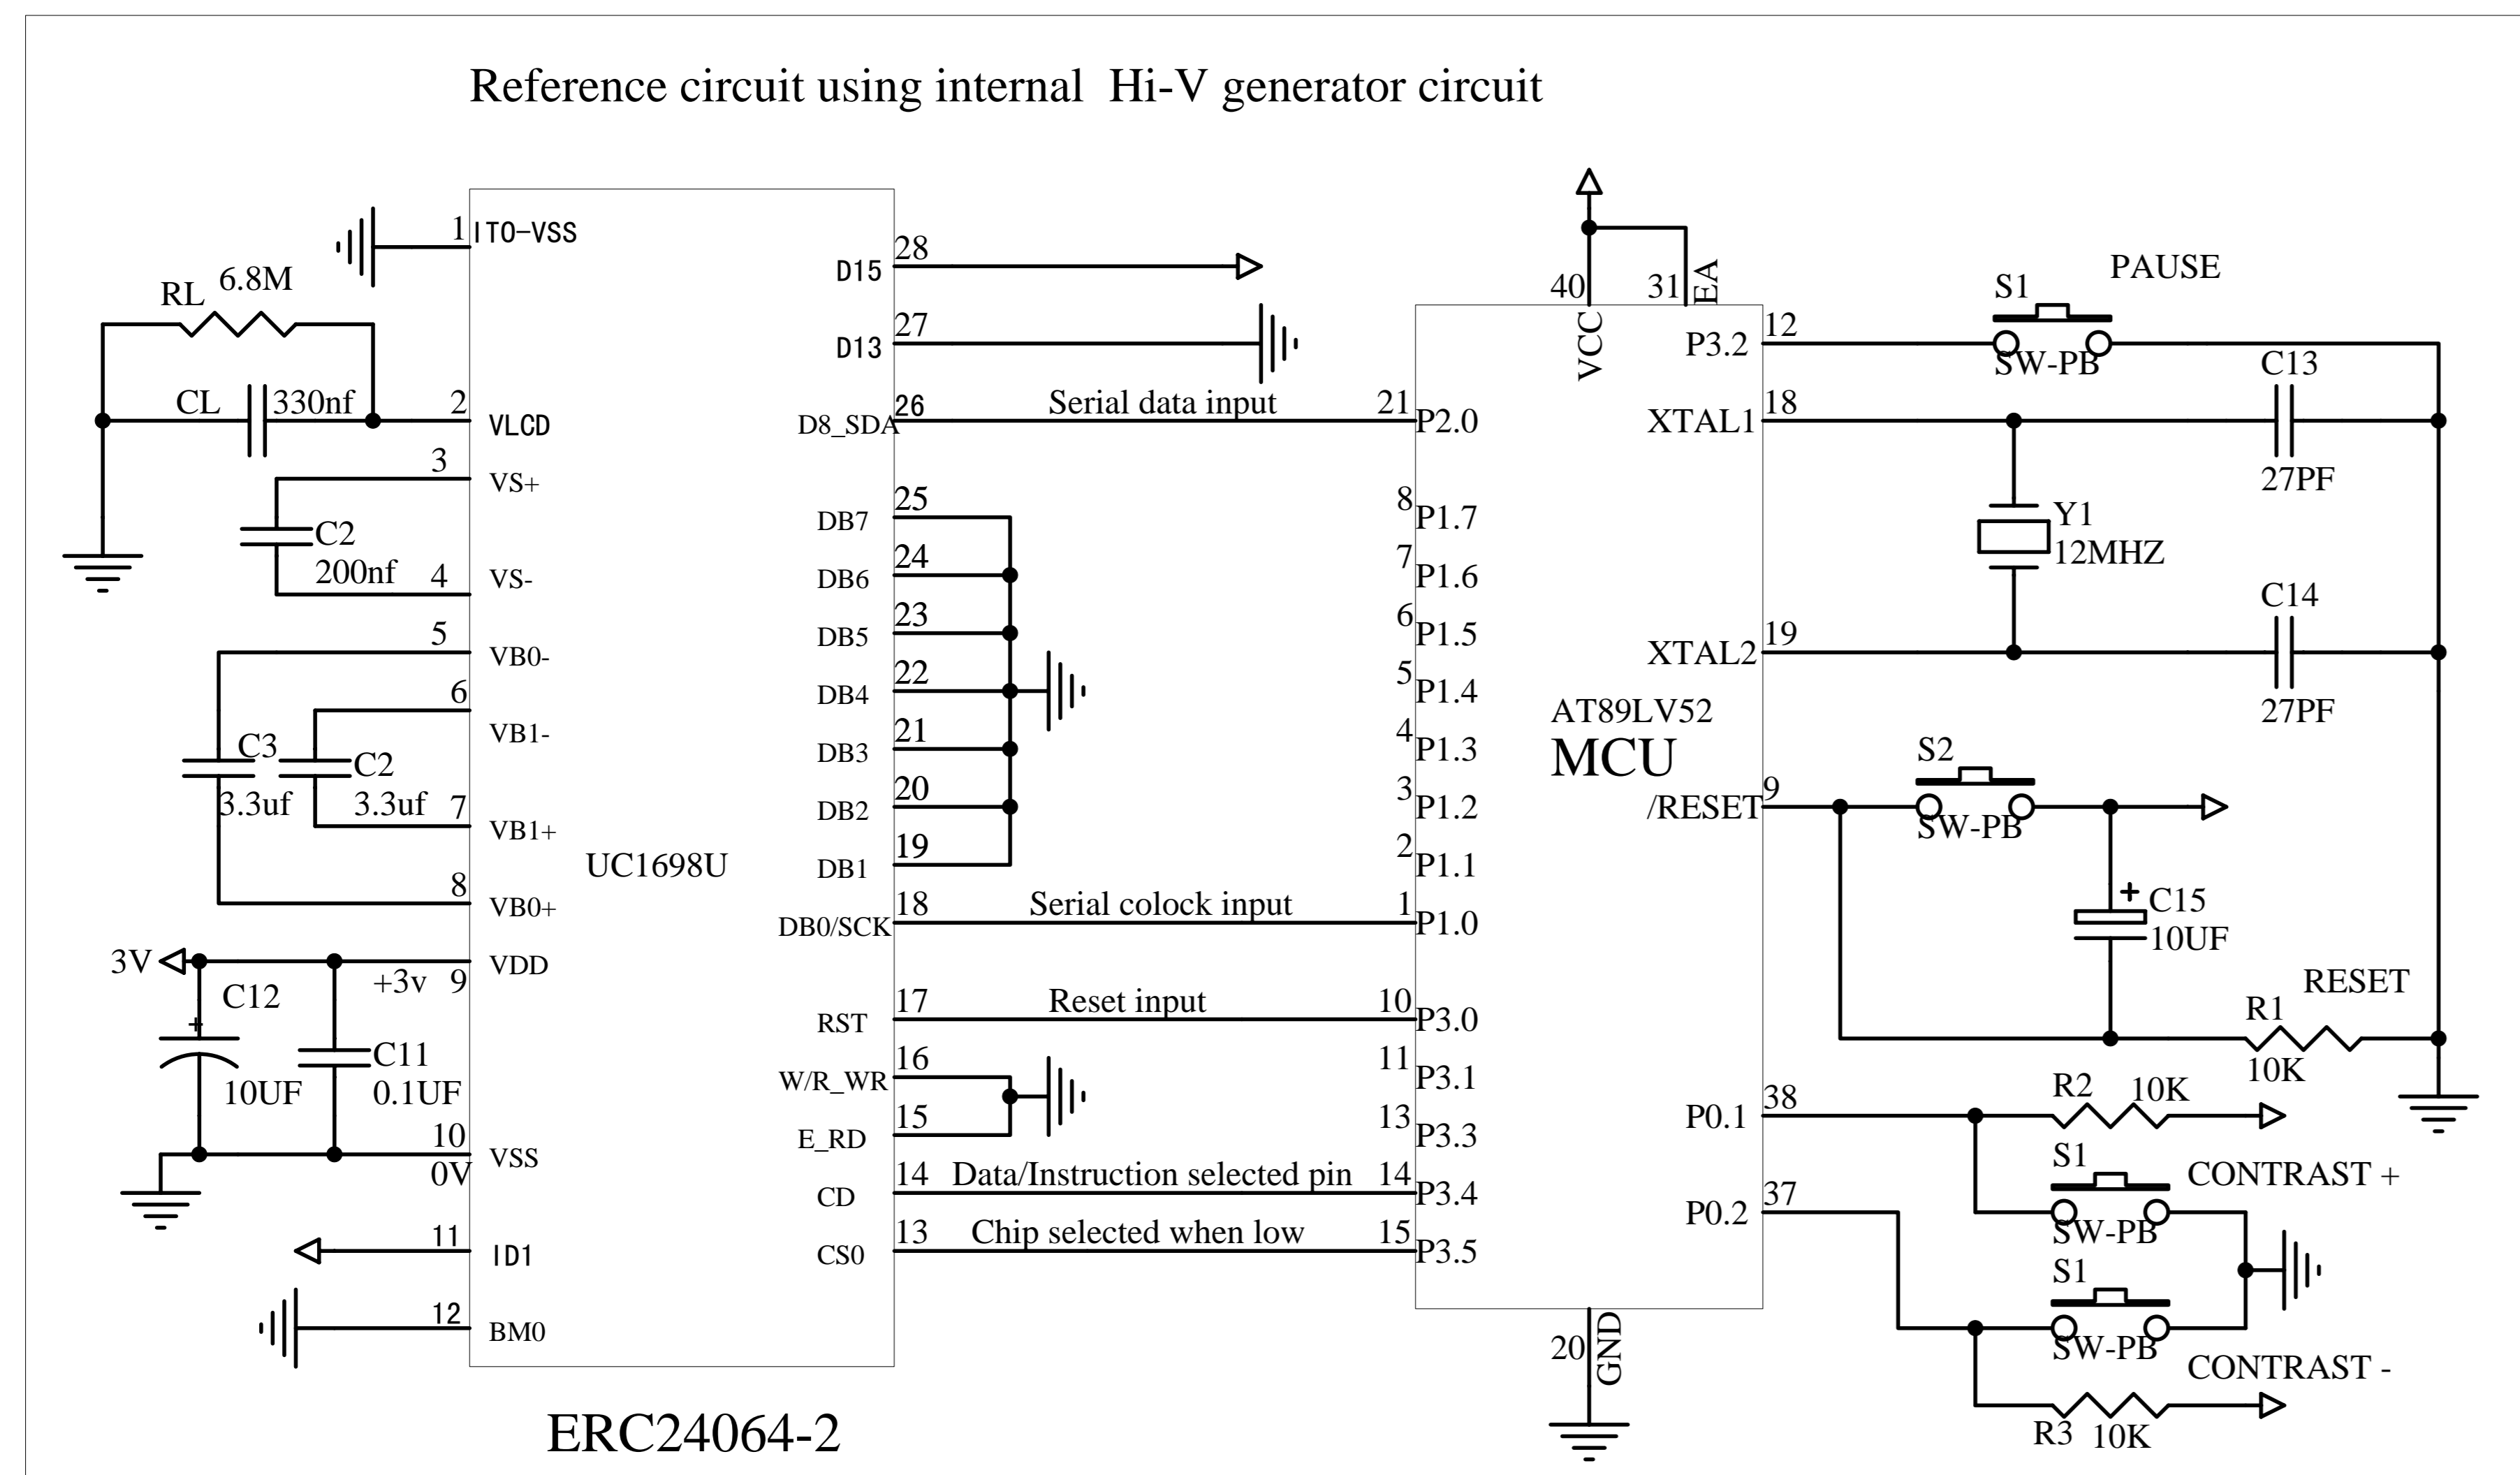 Reference circuit using internal Hi-V generator circuit
1 ITO-VSS
RL 6.8M
CL 330nf 2 VLCD
3 VS+
C2
200nf 4 VS-
5 VB0-
6 VB1-
C3
3.3uf
C2
3.3uf 7 VB1+
8 VB0+
UC1698U
3V +3v 9 VDD
C12
10UF
C11
0.1UF
10 VSS
0V
11 ID1
12 BM0
ERC24064-2
D15 28
D13 27
D8_SDA 26 Serial data input 21 P2.0
DB7 25
DB6 24
DB5 23
DB4 22
DB3 21
DB2 20
DB1 19
DB0/SCK 18 Serial colock input 1 P1.0
RST 17 Reset input 10 P3.0
W/R_WR 16
E_RD 15
CD 14 Data/Instruction selected pin 14 P3.4
CS0 13 Chip selected when low 15 P3.5
8 P1.7
7 P1.6
6 P1.5
5 P1.4
4 P1.3
3 P1.2
2 P1.1
11 P3.1
13 P3.3
40 VCC
31 EA
AT89LV52
MCU
20 GND
P3.2 12
S1 PAUSE
SW-PB
XTAL1 18
C13
27PF
Y1
12MHZ
XTAL2 19
C14
27PF
/RESET 9
S2
SW-PB
+ C15
10UF
RESET
R1
10K
P0.1 38
R2 10K
S1 CONTRAST +
SW-PB
P0.2 37
S1
SW-PB
CONTRAST -
R3 10K